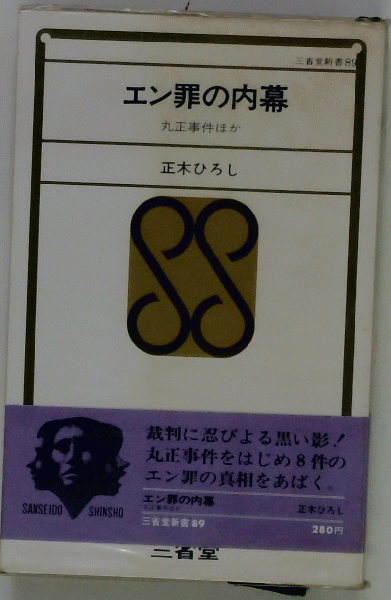 三省堂新書89
エン罪の内幕
丸正事件ほか
正木ひろし
裁判に忍びよる黒い影!
丸正事件をはじめ8件の
エン罪の真相をあばく。
SANSEIDO SHINSHO
エン罪の内幕
丸正事件ほか
正木ひろし
三省堂新書89
280円
三省堂